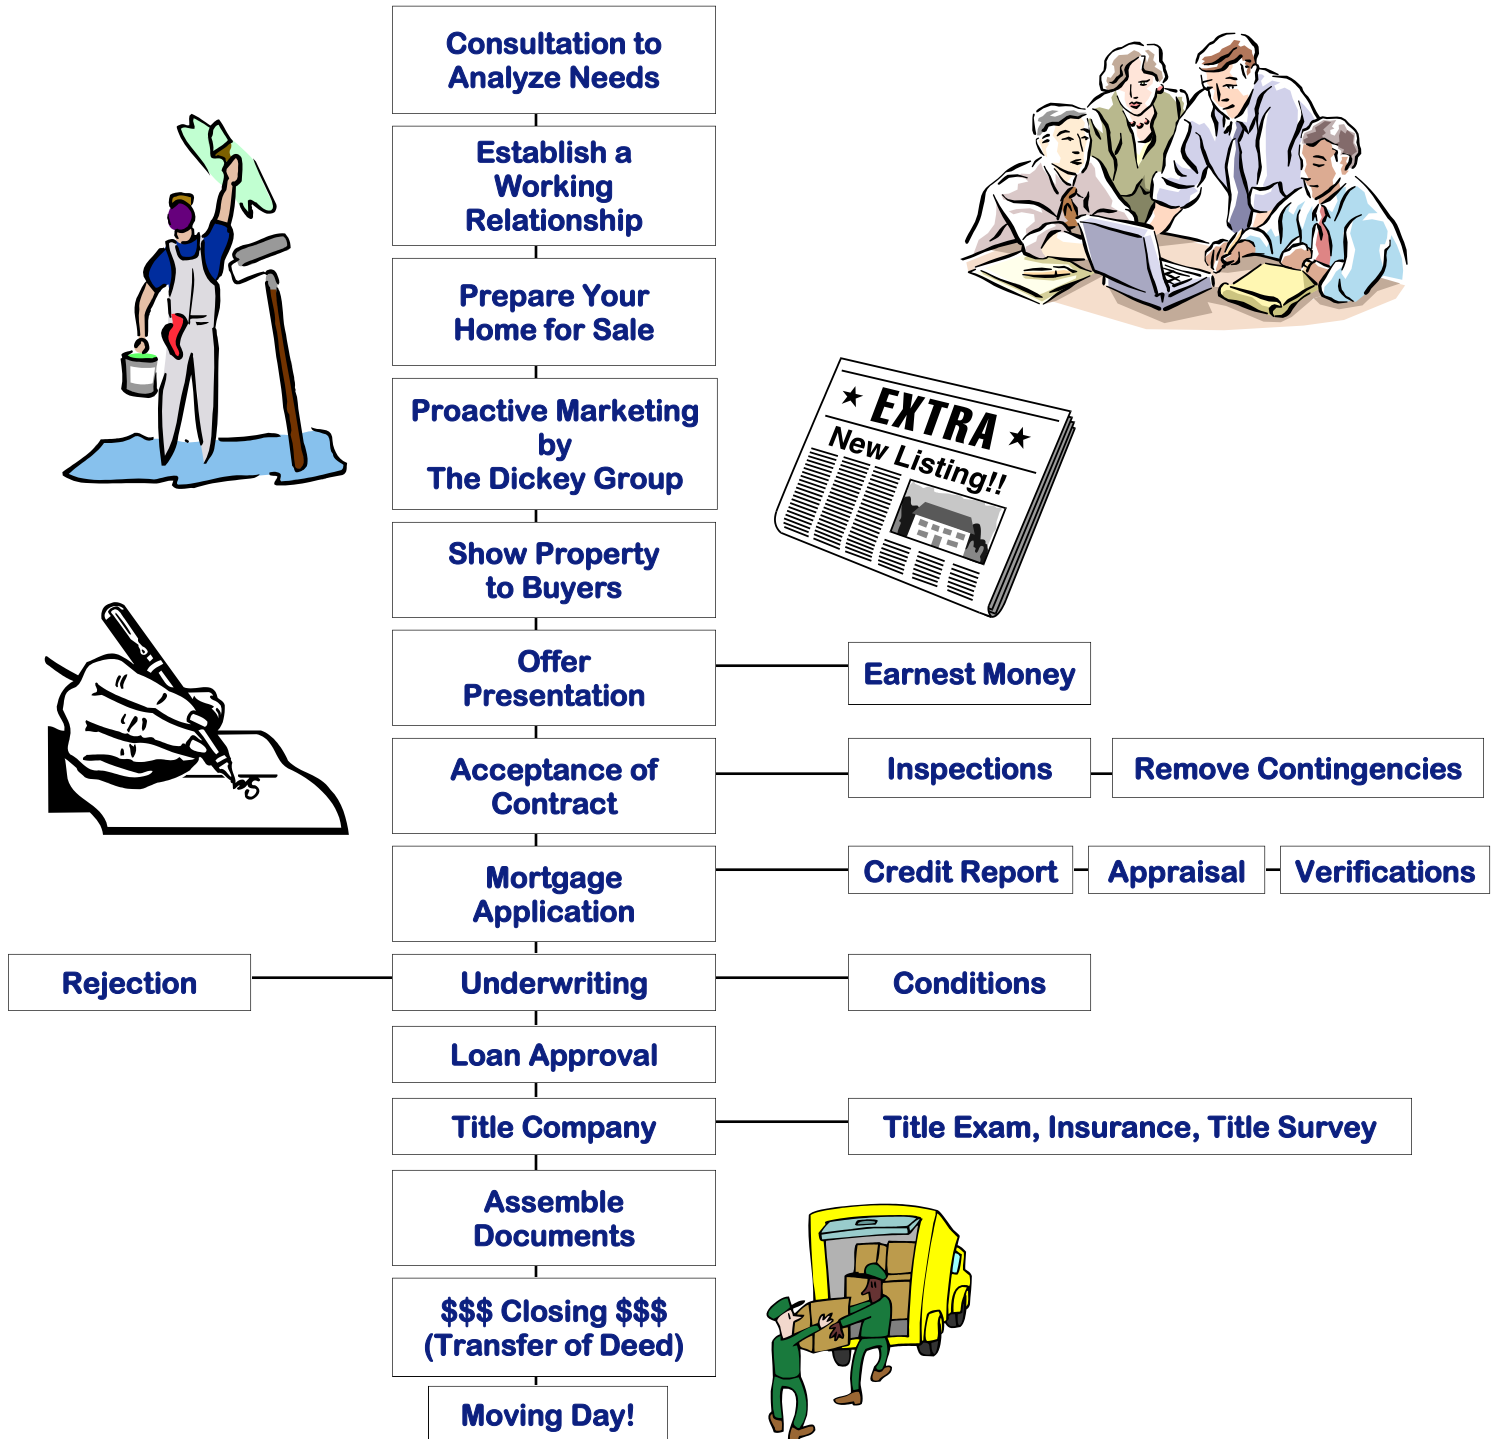 Consultation to
Analyze Needs
Establish a
Working
Relationship
Prepare Your
Home for Sale
EXTRA
New Listing!!
Proactive Marketing
by
The Dickey Group
Show Property
to Buyers
Offer
Presentation
Earnest Money
Acceptance of
Contract
Inspections
Remove Contingencies
Mortgage
Application
Credit Report
Appraisal
Verifications
Rejection
Underwriting
Conditions
Loan Approval
Title Company
Title Exam, Insurance, Title Survey
Assemble
Documents
$$$ Closing $$$
(Transfer of Deed)
Moving Day!